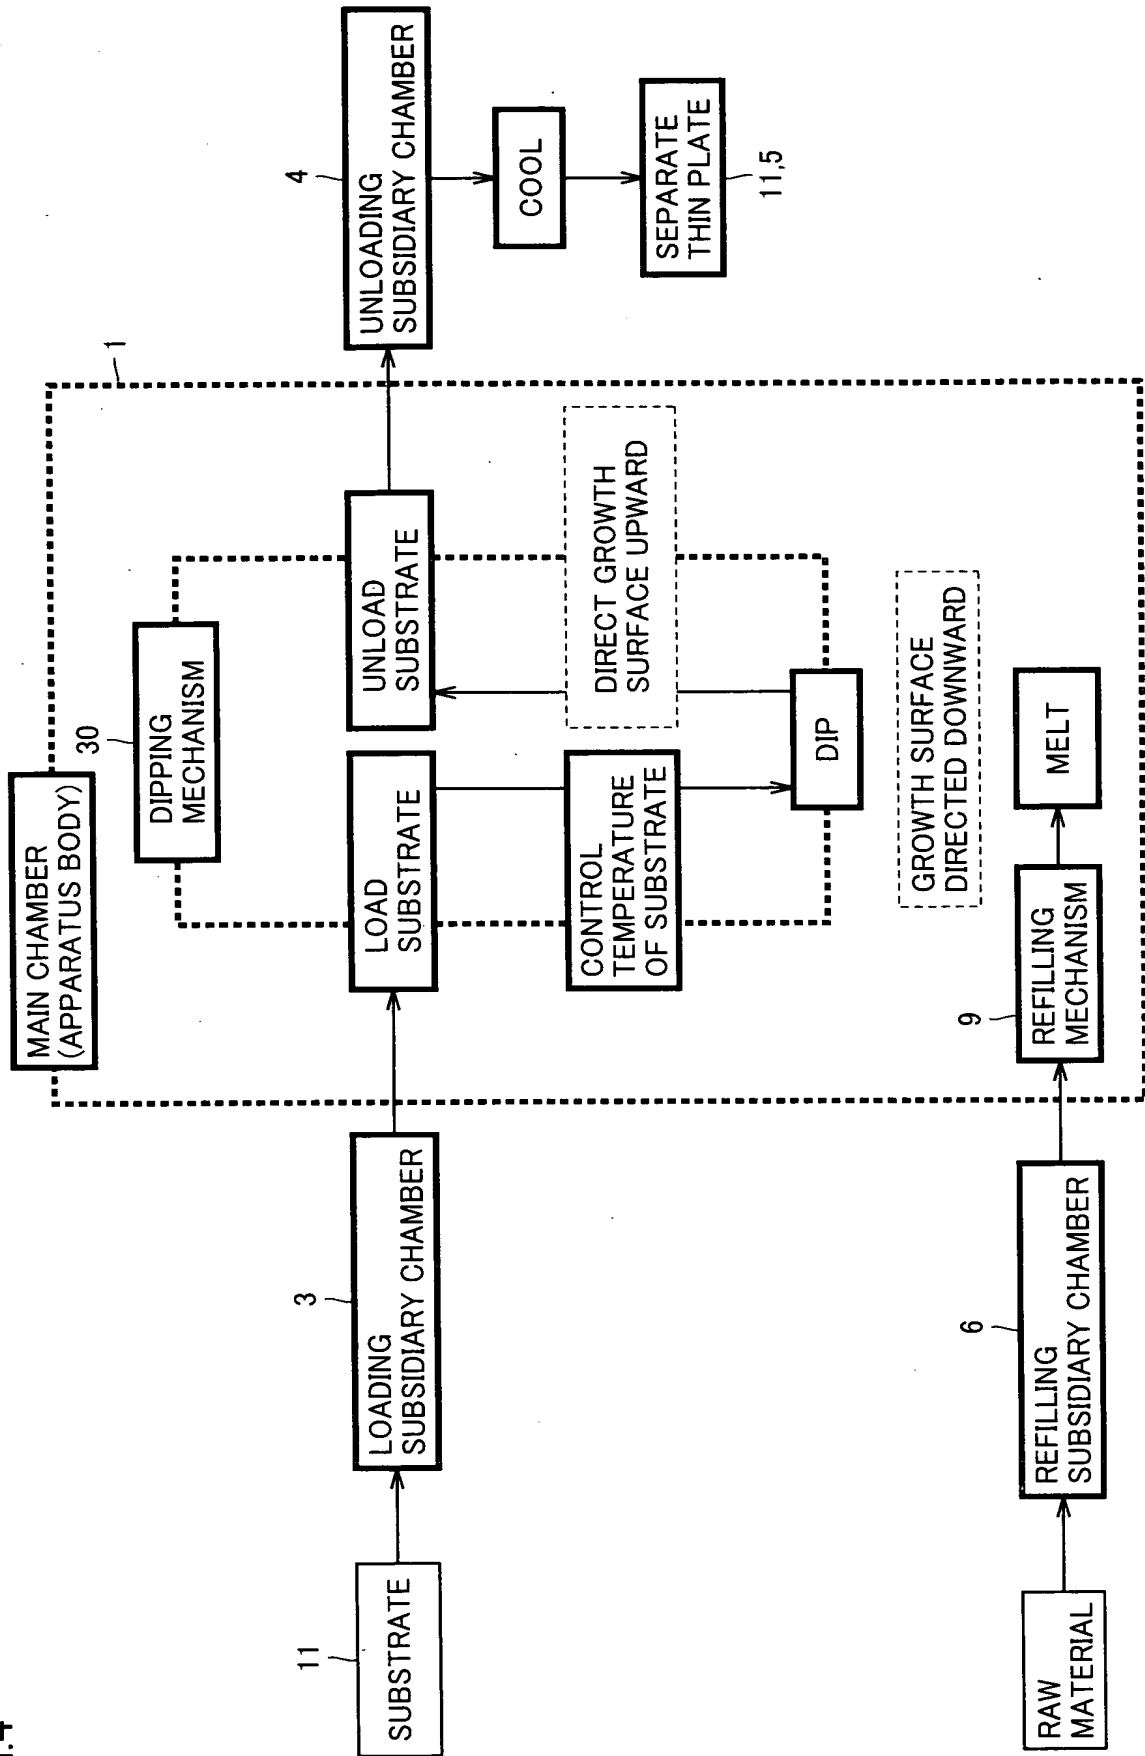 MAIN CHAMBER
(APPARATUS BODY)
1
30
DIPPING
MECHANISM
11
SUBSTRATE
3
LOADING
SUBSIDIARY CHAMBER
LOAD
SUBSTRATE
UNLOAD
SUBSTRATE
4
UNLOADING
SUBSIDIARY CHAMBER
COOL
SEPARATE
THIN PLATE
11,5
CONTROL
TEMPERATURE
OF SUBSTRATE
DIRECT GROWTH
SURFACE UPWARD
DIP
GROWTH SURFACE
DIRECTED DOWNWARD
RAW
MATERIAL
6
REFILLING
SUBSIDIARY CHAMBER
9
REFILLING
MECHANISM
MELT